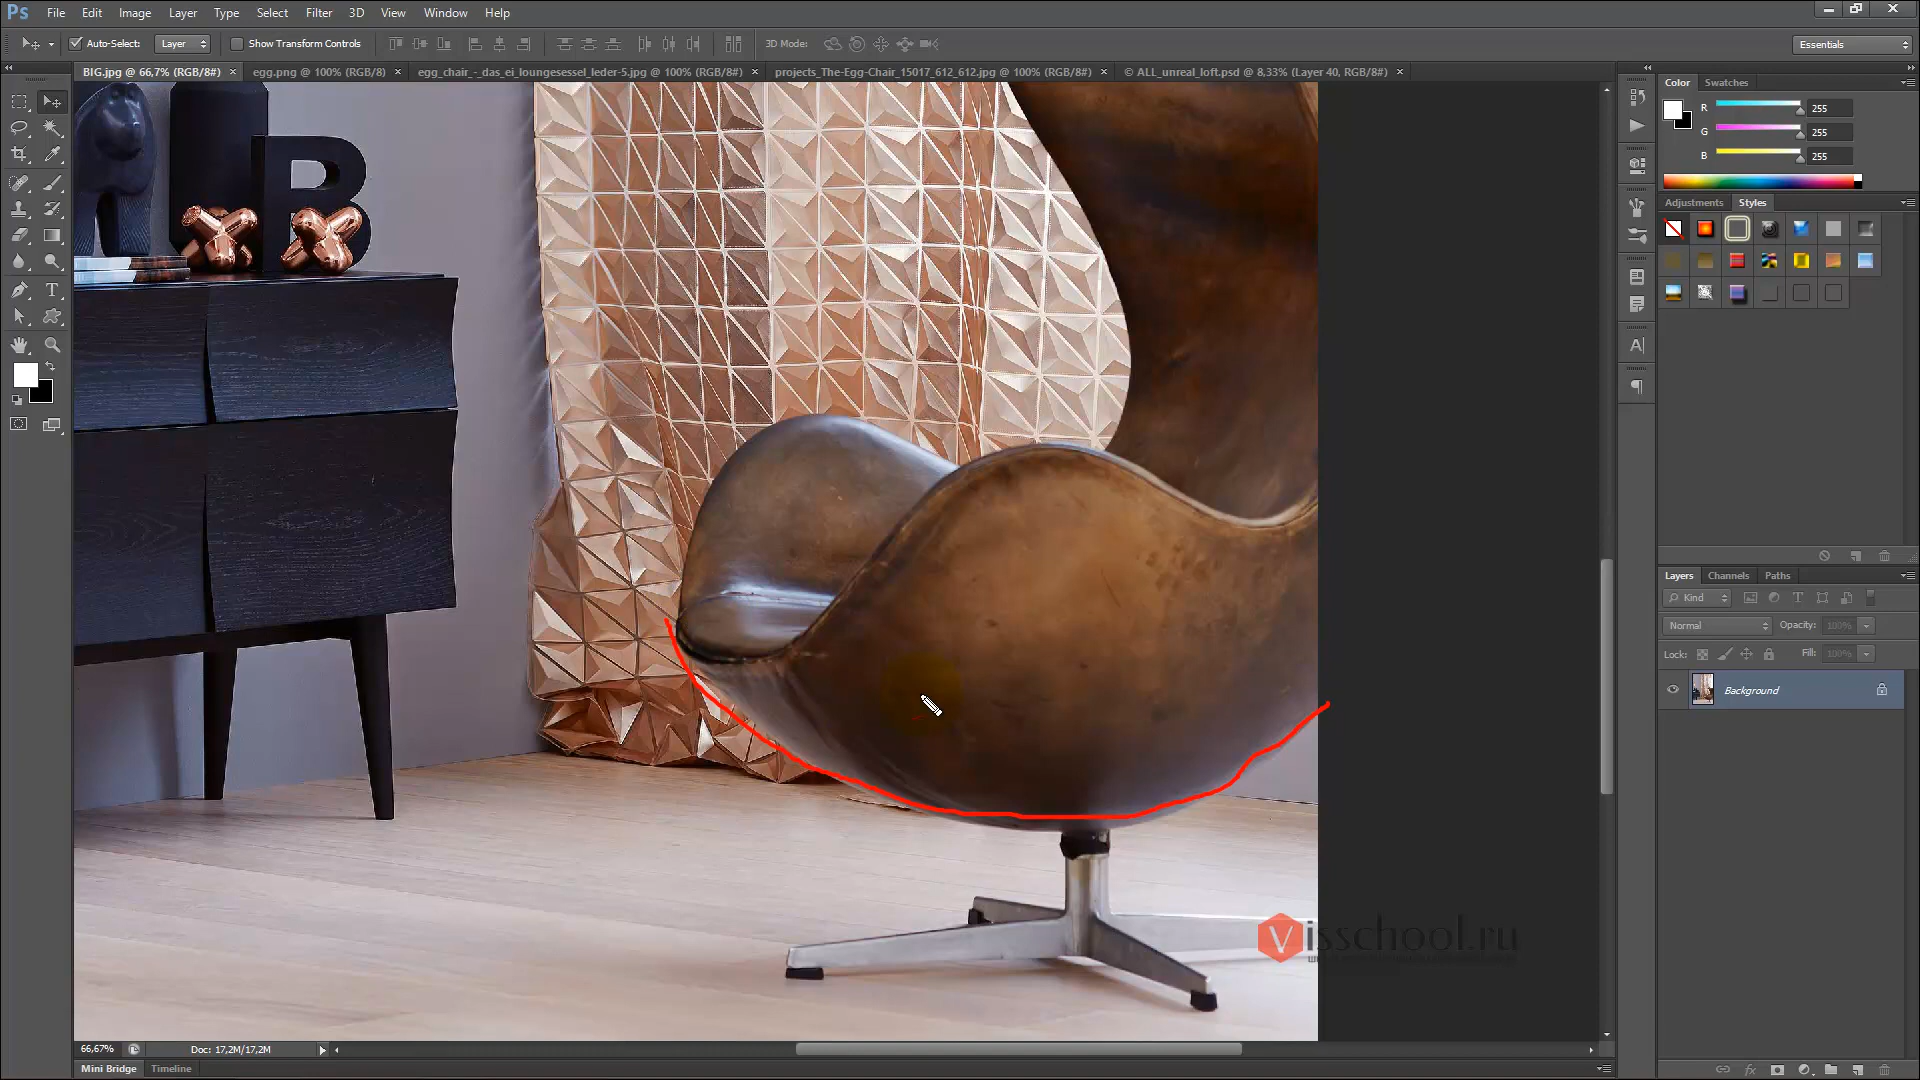 Ps File Edit Image Layer Type Select Filter 3D View Window Help
Auto-Select: Layer Show Transform Controls 3D Mode: Essentials
BIG.jpg @ 66,7% (RGB/8#) × egg.png @ 100% (RGB/8) × egg_chair_-_das_ei_loungesessel_leder-5.jpg @ 100% (RGB/8#) × projects_The-Egg-Chair_15017_612_612.jpg @ 100% (RGB/8#) × © ALL_unreal_loft.psd @ 8,33% (Layer 40, RGB/8#) ×
Color Swatches
R 255
G 255
B 255
Adjustments Styles
B
Layers Channels Paths
Kind
Normal Opacity: 100%
Lock: Fill: 100%
Background
Visschool.ru
66,67% Doc: 17,2M/17,2M
Mini Bridge Timeline